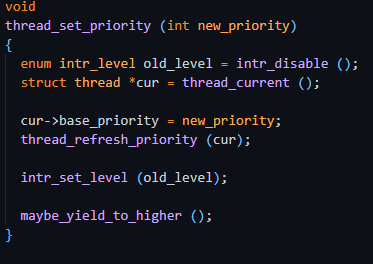 void
thread_set_priority (int new_priority)
{
  enum intr_level old_level = intr_disable ();
  struct thread *cur = thread_current ();

  cur->base_priority = new_priority;
  thread_refresh_priority (cur);

  intr_set_level (old_level);

  maybe_yield_to_higher ();
}